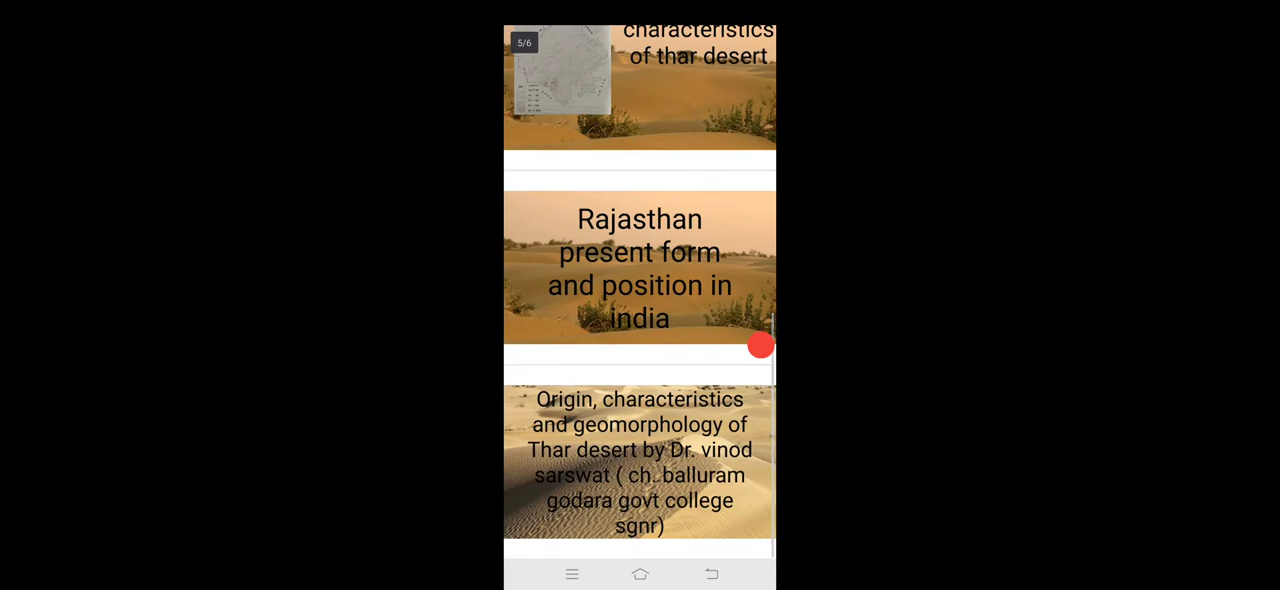 characteristics
5/6
of thar desert
Rajasthan
present form
and position in
india
Origin, characteristics
and geomorphology of
Thar desert by Dr. vinod
sarswat ( ch. balluram
godara govt college
sgnr)